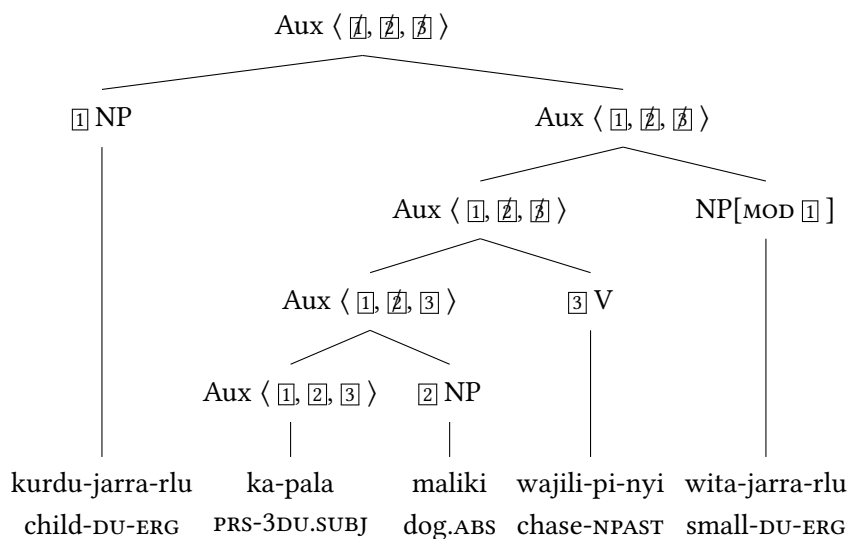 Aux ⟨ 1̸, 2̸, 3̸ ⟩
1 NP Aux ⟨ 1, 2̸, 3̸ ⟩
Aux ⟨ 1, 2̸, 3̸ ⟩ NP[MOD 1 ]
Aux ⟨ 1, 2̸, 3 ⟩ 3 V
Aux ⟨ 1, 2, 3 ⟩ 2 NP
kurdu-jarra-rlu ka-pala maliki wajili-pi-nyi wita-jarra-rlu
child-DU-ERG PRS-3DU.SUBJ dog.ABS chase-NPAST small-DU-ERG